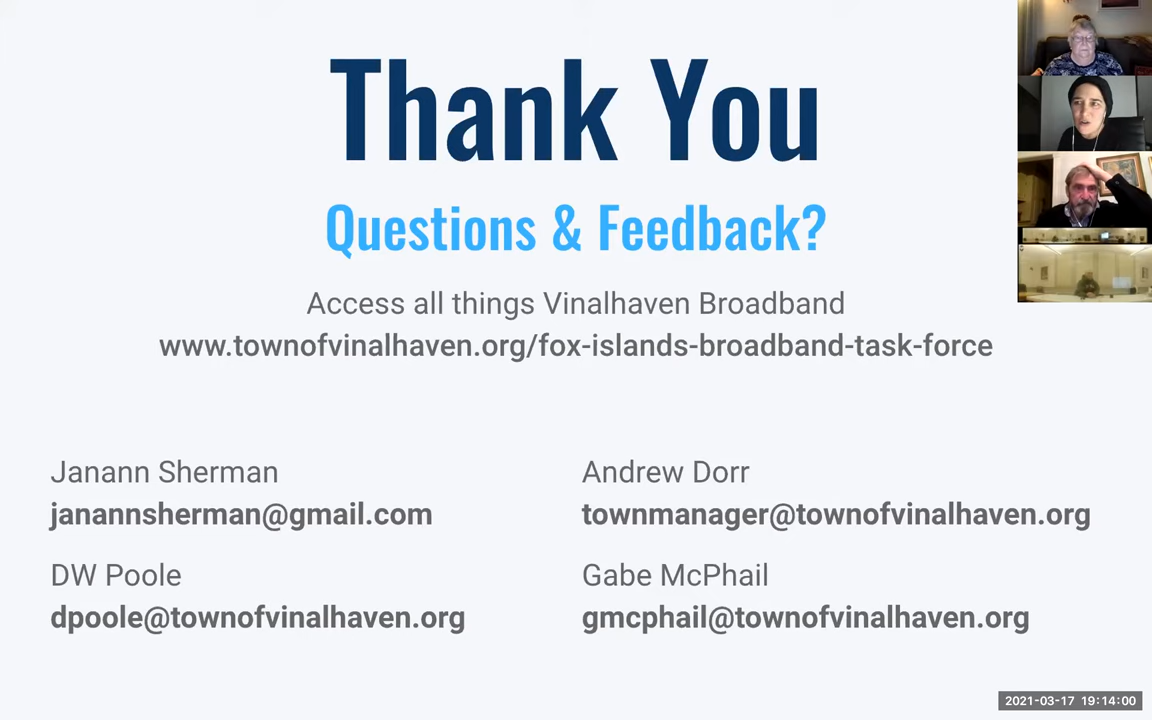 Thank You
Questions & Feedback?
Access all things Vinalhaven Broadband
www.townofvinalhaven.org/fox-islands-broadband-task-force
Janann Sherman
janannsherman@gmail.com
Andrew Dorr
townmanager@townofvinalhaven.org
DW Poole
dpoole@townofvinalhaven.org
Gabe McPhail
gmcphail@townofvinalhaven.org
2021-03-17 19:14:00